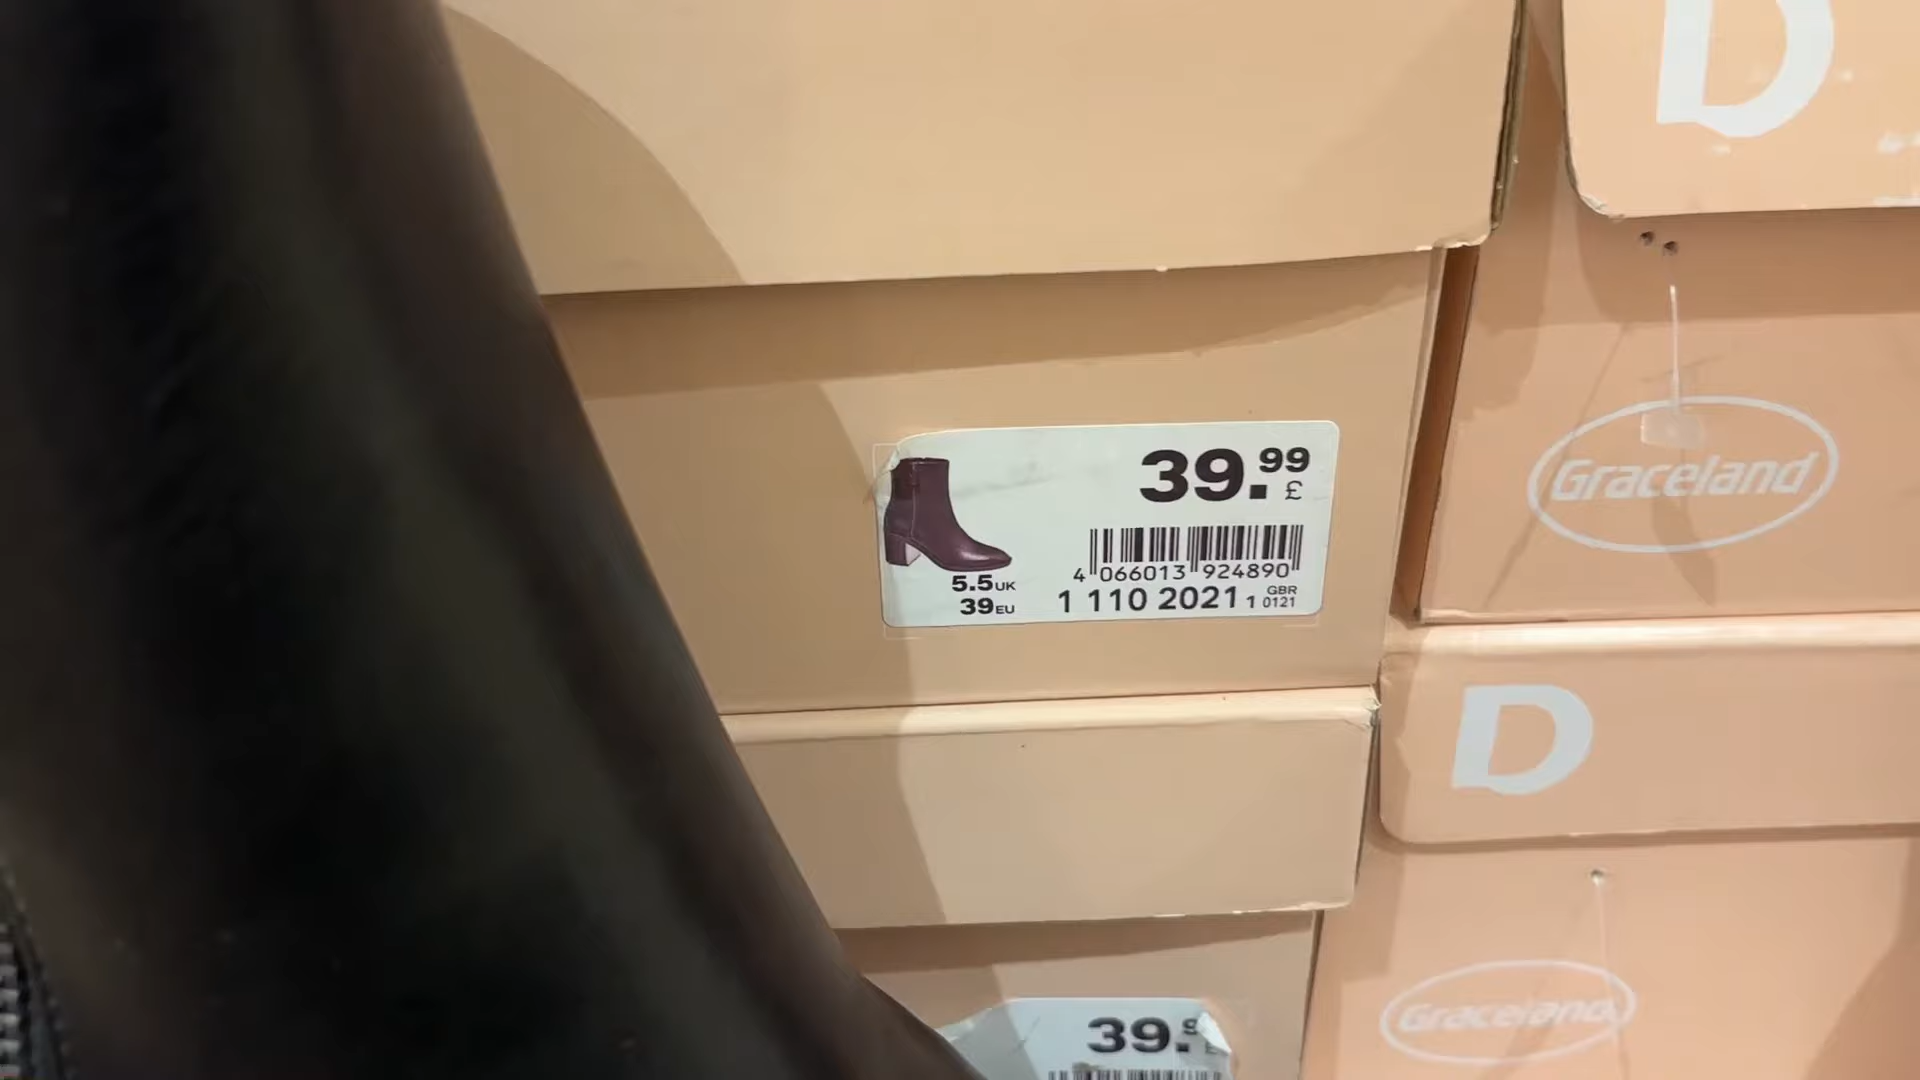 D
39.99
£
4 066013 924890
5.5UK
39EU
1 110 2021 1
GBR
0121
Graceland
D
Graceland
39.